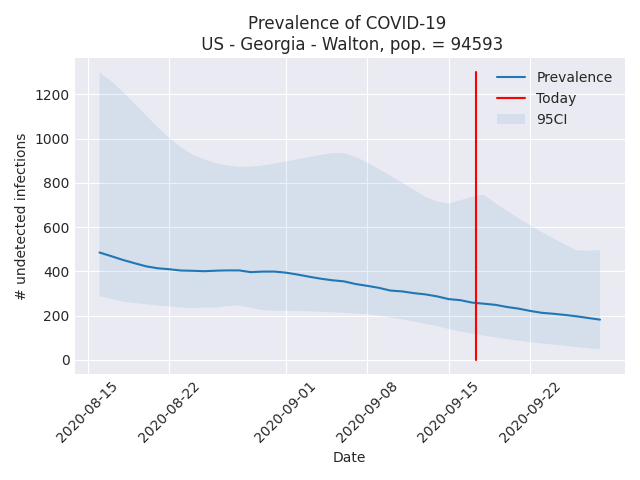 Prevalence of COVID-19
US - Georgia - Walton, pop. = 94593
Prevalence
Today
95CI
# undetected infections
1200
1000
800
600
400
200
0
2020-08-15
2020-08-22
2020-09-01
2020-09-08
2020-09-15
2020-09-22
Date